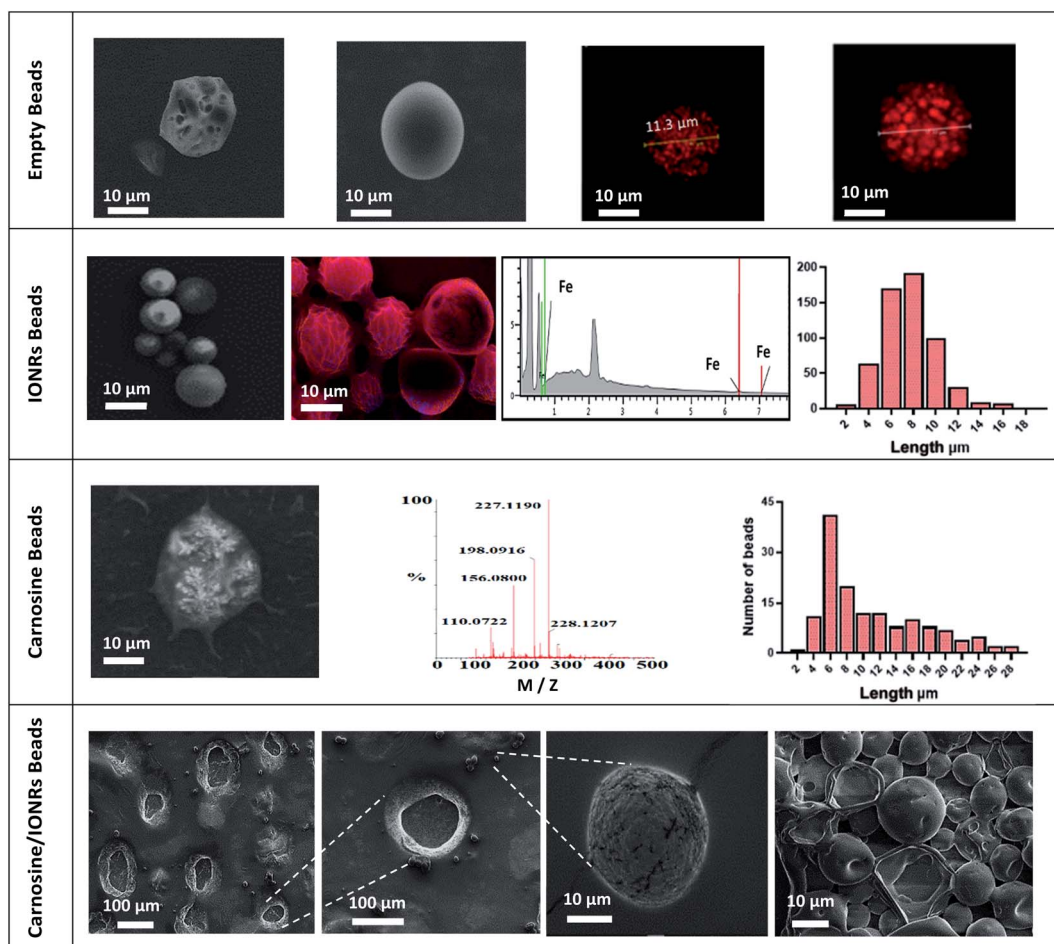 Empty Beads
10 µm
10 µm
11.3 µm
10 µm
10 µm
IONRs Beads
10 µm
10 µm
5
Fe
Fe
Fe
1 2 3 4 5 6 7
200
150
100
50
0
2 4 6 8 10 12 14 16 18
Length µm
Carnosine Beads
10 µm
100
%
0
227.1190
198.0916
156.0800
110.0722
228.1207
0 100 200 300 400 500
M / Z
Number of beads
45
30
15
0
2 4 6 8 10 12 14 16 18 20 22 24 26 28
Length µm
Carnosine/IONRs Beads
100 µm
100 µm
10 µm
10 µm